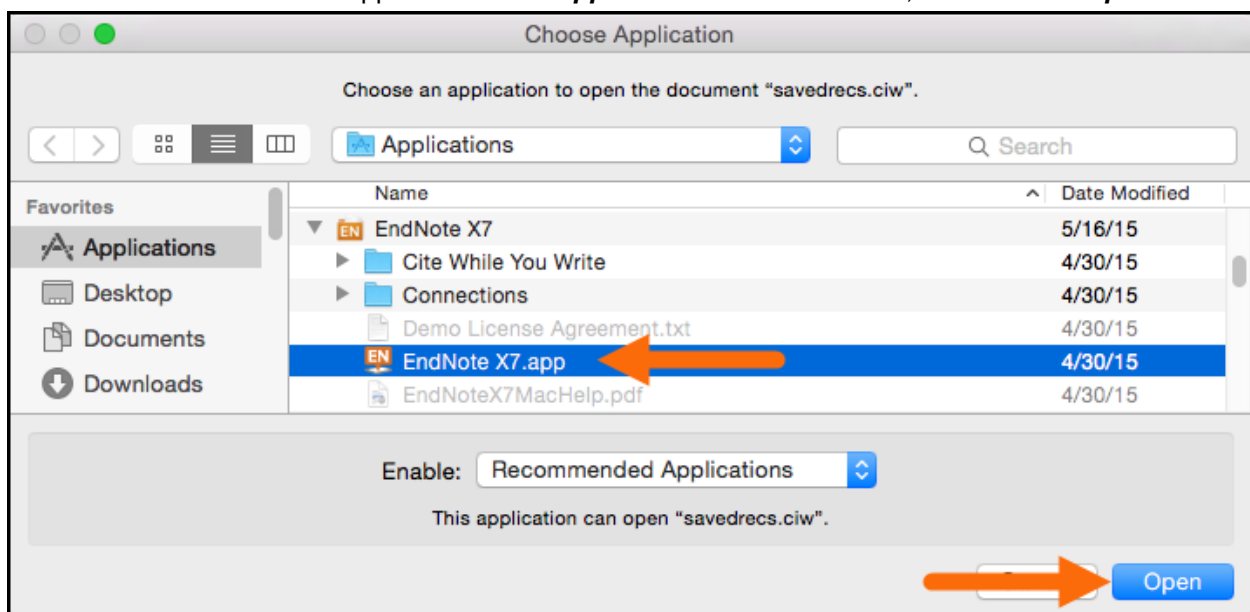 Choose Application
Choose an application to open the document “savedrecs.ciw”.
Applications
Search
Favorites
Name
Date Modified
EndNote X7
5/16/15
Applications
Cite While You Write
4/30/15
Desktop
Connections
4/30/15
Documents
Demo License Agreement.txt
4/30/15
EN EndNote X7.app
4/30/15
Downloads
EndNoteX7MacHelp.pdf
4/30/15
Enable: Recommended Applications
This application can open “savedrecs.ciw”.
Open